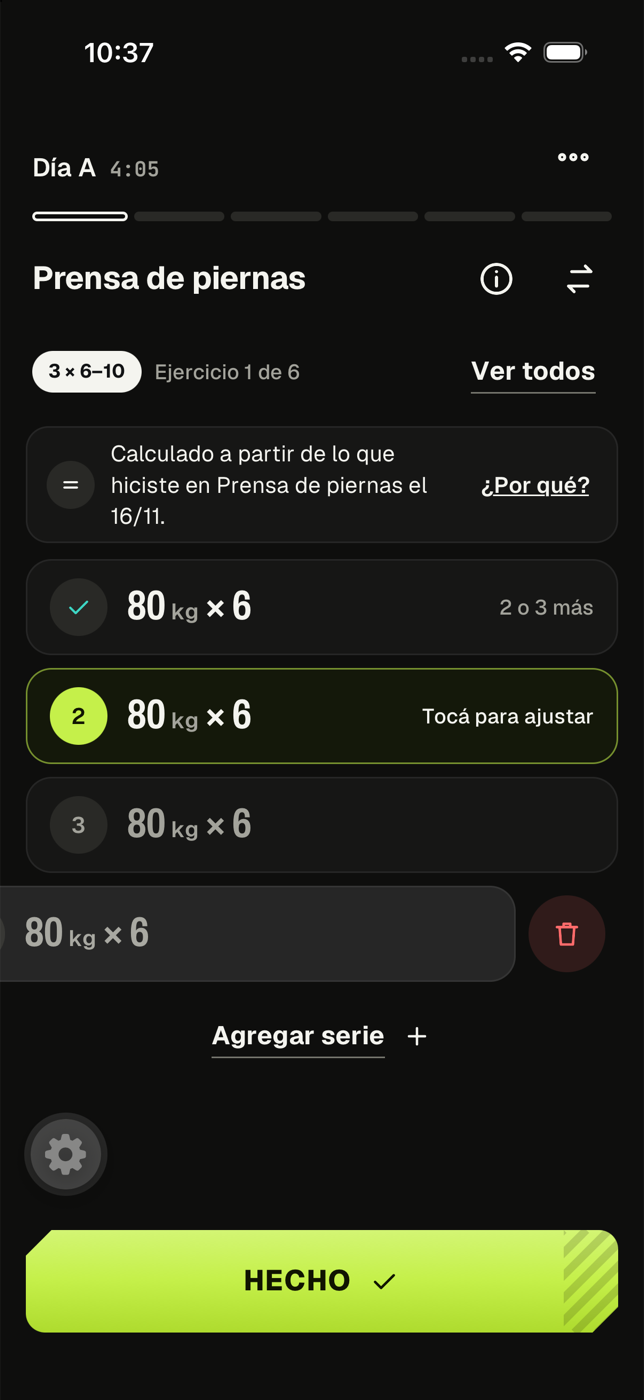 10:37
Día A 4:05
Prensa de piernas
3 × 6–10 Ejercicio 1 de 6 Ver todos
Calculado a partir de lo que
hiciste en Prensa de piernas el
16/11.
¿Por qué?
80 kg × 6 2 o 3 más
2 80 kg × 6 Tocá para ajustar
3 80 kg × 6
80 kg × 6
Agregar serie +
HECHO